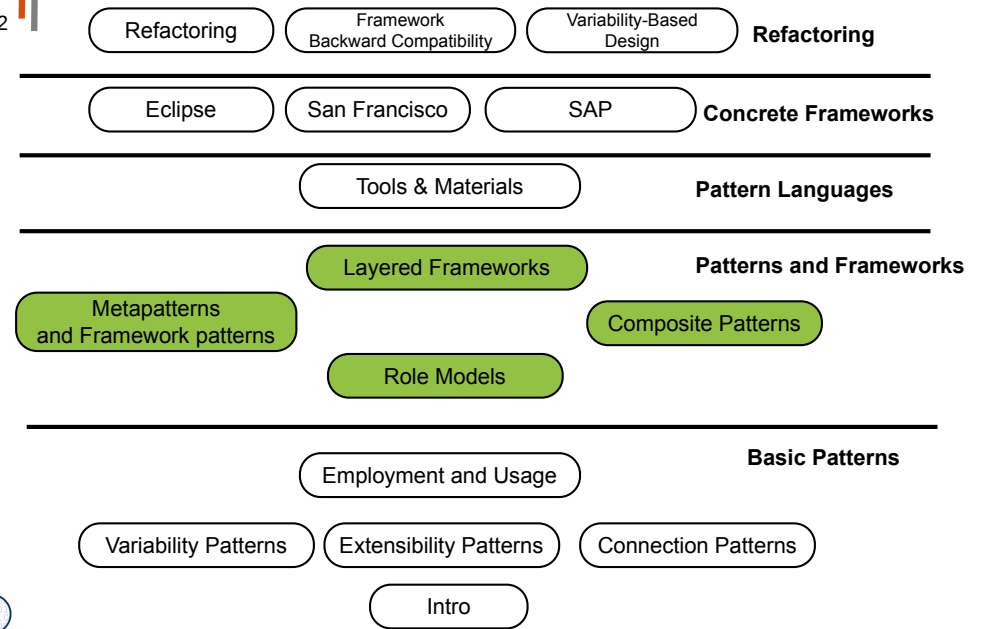 2
Refactoring
Framework
Backward Compatibility
Variability-Based
Design
Refactoring
Eclipse
San Francisco
SAP
Concrete Frameworks
Tools & Materials
Pattern Languages
Layered Frameworks
Patterns and Frameworks
Metapatterns
and Framework patterns
Composite Patterns
Role Models
Basic Patterns
Employment and Usage
Variability Patterns
Extensibility Patterns
Connection Patterns
Intro